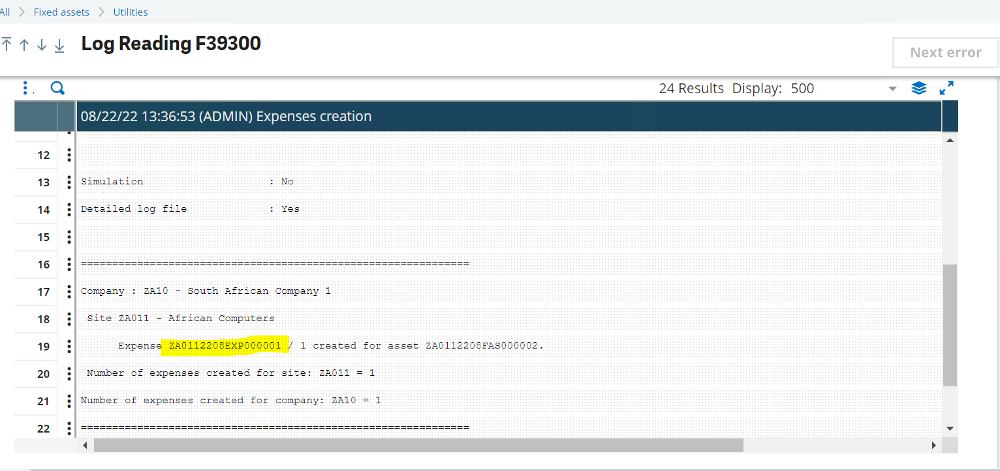 All > Fixed assets > Utilities
Log Reading F39300
Next error
24 Results Display: 500
08/22/22 13:36:53 (ADMIN) Expenses creation
12
13 Simulation : No
14 Detailed log file : Yes
15
16 ==============================================================
17 Company : ZA10 - South African Company 1
18 Site ZA011 - African Computers
19 Expense ZA0112208EXP000001 / 1 created for asset ZA0112208FAS000002.
20 Number of expenses created for site: ZA011 = 1
21 Number of expenses created for company: ZA10 = 1
22 ==============================================================